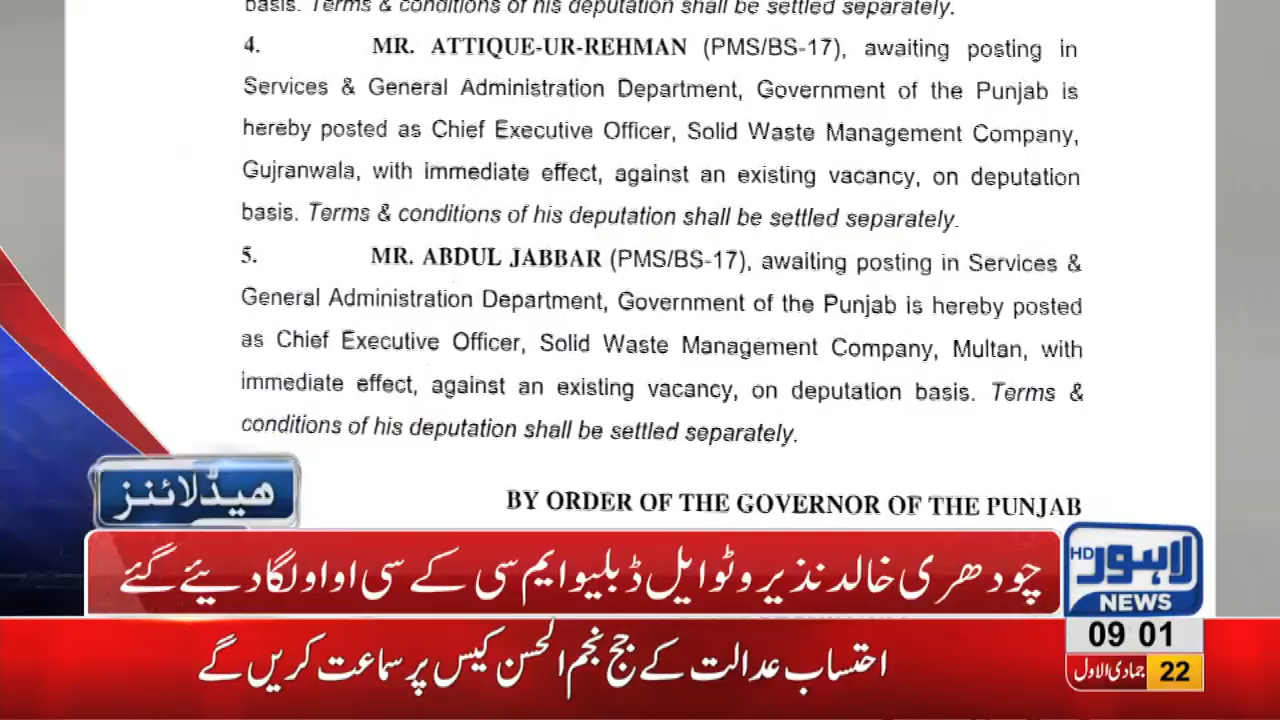 basis. Terms & conditions of his deputation shall be settled separately.
4. MR. ATTIQUE-UR-REHMAN (PMS/BS-17), awaiting posting in
Services & General Administration Department, Government of the Punjab is
hereby posted as Chief Executive Officer, Solid Waste Management Company,
Gujranwala, with immediate effect, against an existing vacancy, on deputation
basis. Terms & conditions of his deputation shall be settled separately.
5. MR. ABDUL JABBAR (PMS/BS-17), awaiting posting in Services &
General Administration Department, Government of the Punjab is hereby posted
as Chief Executive Officer, Solid Waste Management Company, Multan, with
immediate effect, against an existing vacancy, on deputation basis. Terms &
conditions of his deputation shall be settled separately.
BY ORDER OF THE GOVERNOR OF THE PUNJAB
ہیڈلائنز
چودھری خالد نذیر وٹو ایل ڈبلیو ایم سی کے سی او او لگا دیئے گئے
HD لاہور
NEWS
09 01
احتساب عدالت کے جج نجم الحسن کیس پر سماعت کریں گے
22 جمادی الاول